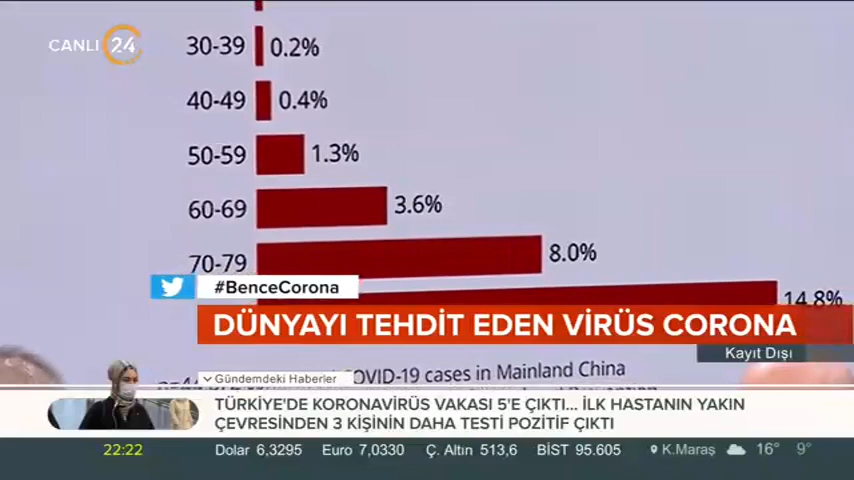 CANLI 24
30-39 0.2%
40-49 0.4%
50-59 1.3%
60-69 3.6%
70-79 8.0%
14.8%
#BenceCorona
DÜNYAYI TEHDİT EDEN VİRÜS CORONA
Kayıt Dışı
COVID-19 cases in Mainland China
Gündemdeki Haberler
TÜRKİYE'DE KORONAVİRÜS VAKASI 5'E ÇIKTI... İLK HASTANIN YAKIN
ÇEVRESİNDEN 3 KİŞİNİN DAHA TESTİ POZİTİF ÇIKTI
22:22 Dolar 6,3295 Euro 7,0330 Ç. Altın 513,6 BİST 95.605 K.Maraş 16° 9°